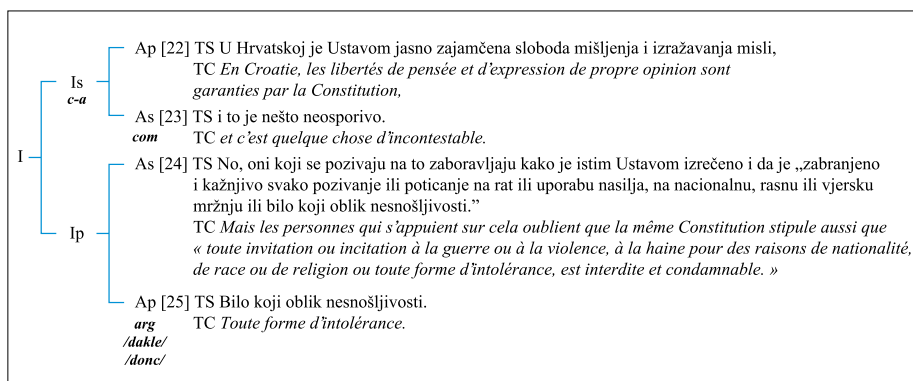 Ap [22] TS U Hrvatskoj je Ustavom jasno zajamčena sloboda mišljenja i izražavanja misli,
TC En Croatie, les libertés de pensée et d’expression de propre opinion sont
garanties par la Constitution,
Is
c-a
As [23] TS i to je nešto neosporivo.
com TC et c’est quelque chose d’incontestable.
I
As [24] TS No, oni koji se pozivaju na to zaboravljaju kako je istim Ustavom izrečeno i da je „zabranjeno
i kažnjivo svako pozivanje ili poticanje na rat ili uporabu nasilja, na nacionalnu, rasnu ili vjersku
mržnju ili bilo koji oblik nesnošljivosti.”
Ip
TC Mais les personnes qui s’appuient sur cela oublient que la même Constitution stipule aussi que
« toute invitation ou incitation à la guerre ou à la violence, à la haine pour des raisons de nationalité,
de race ou de religion ou toute forme d’intolérance, est interdite et condamnable. »
Ap [25] TS Bilo koji oblik nesnošljivosti.
arg TC Toute forme d’intolérance.
/dakle/
/donc/